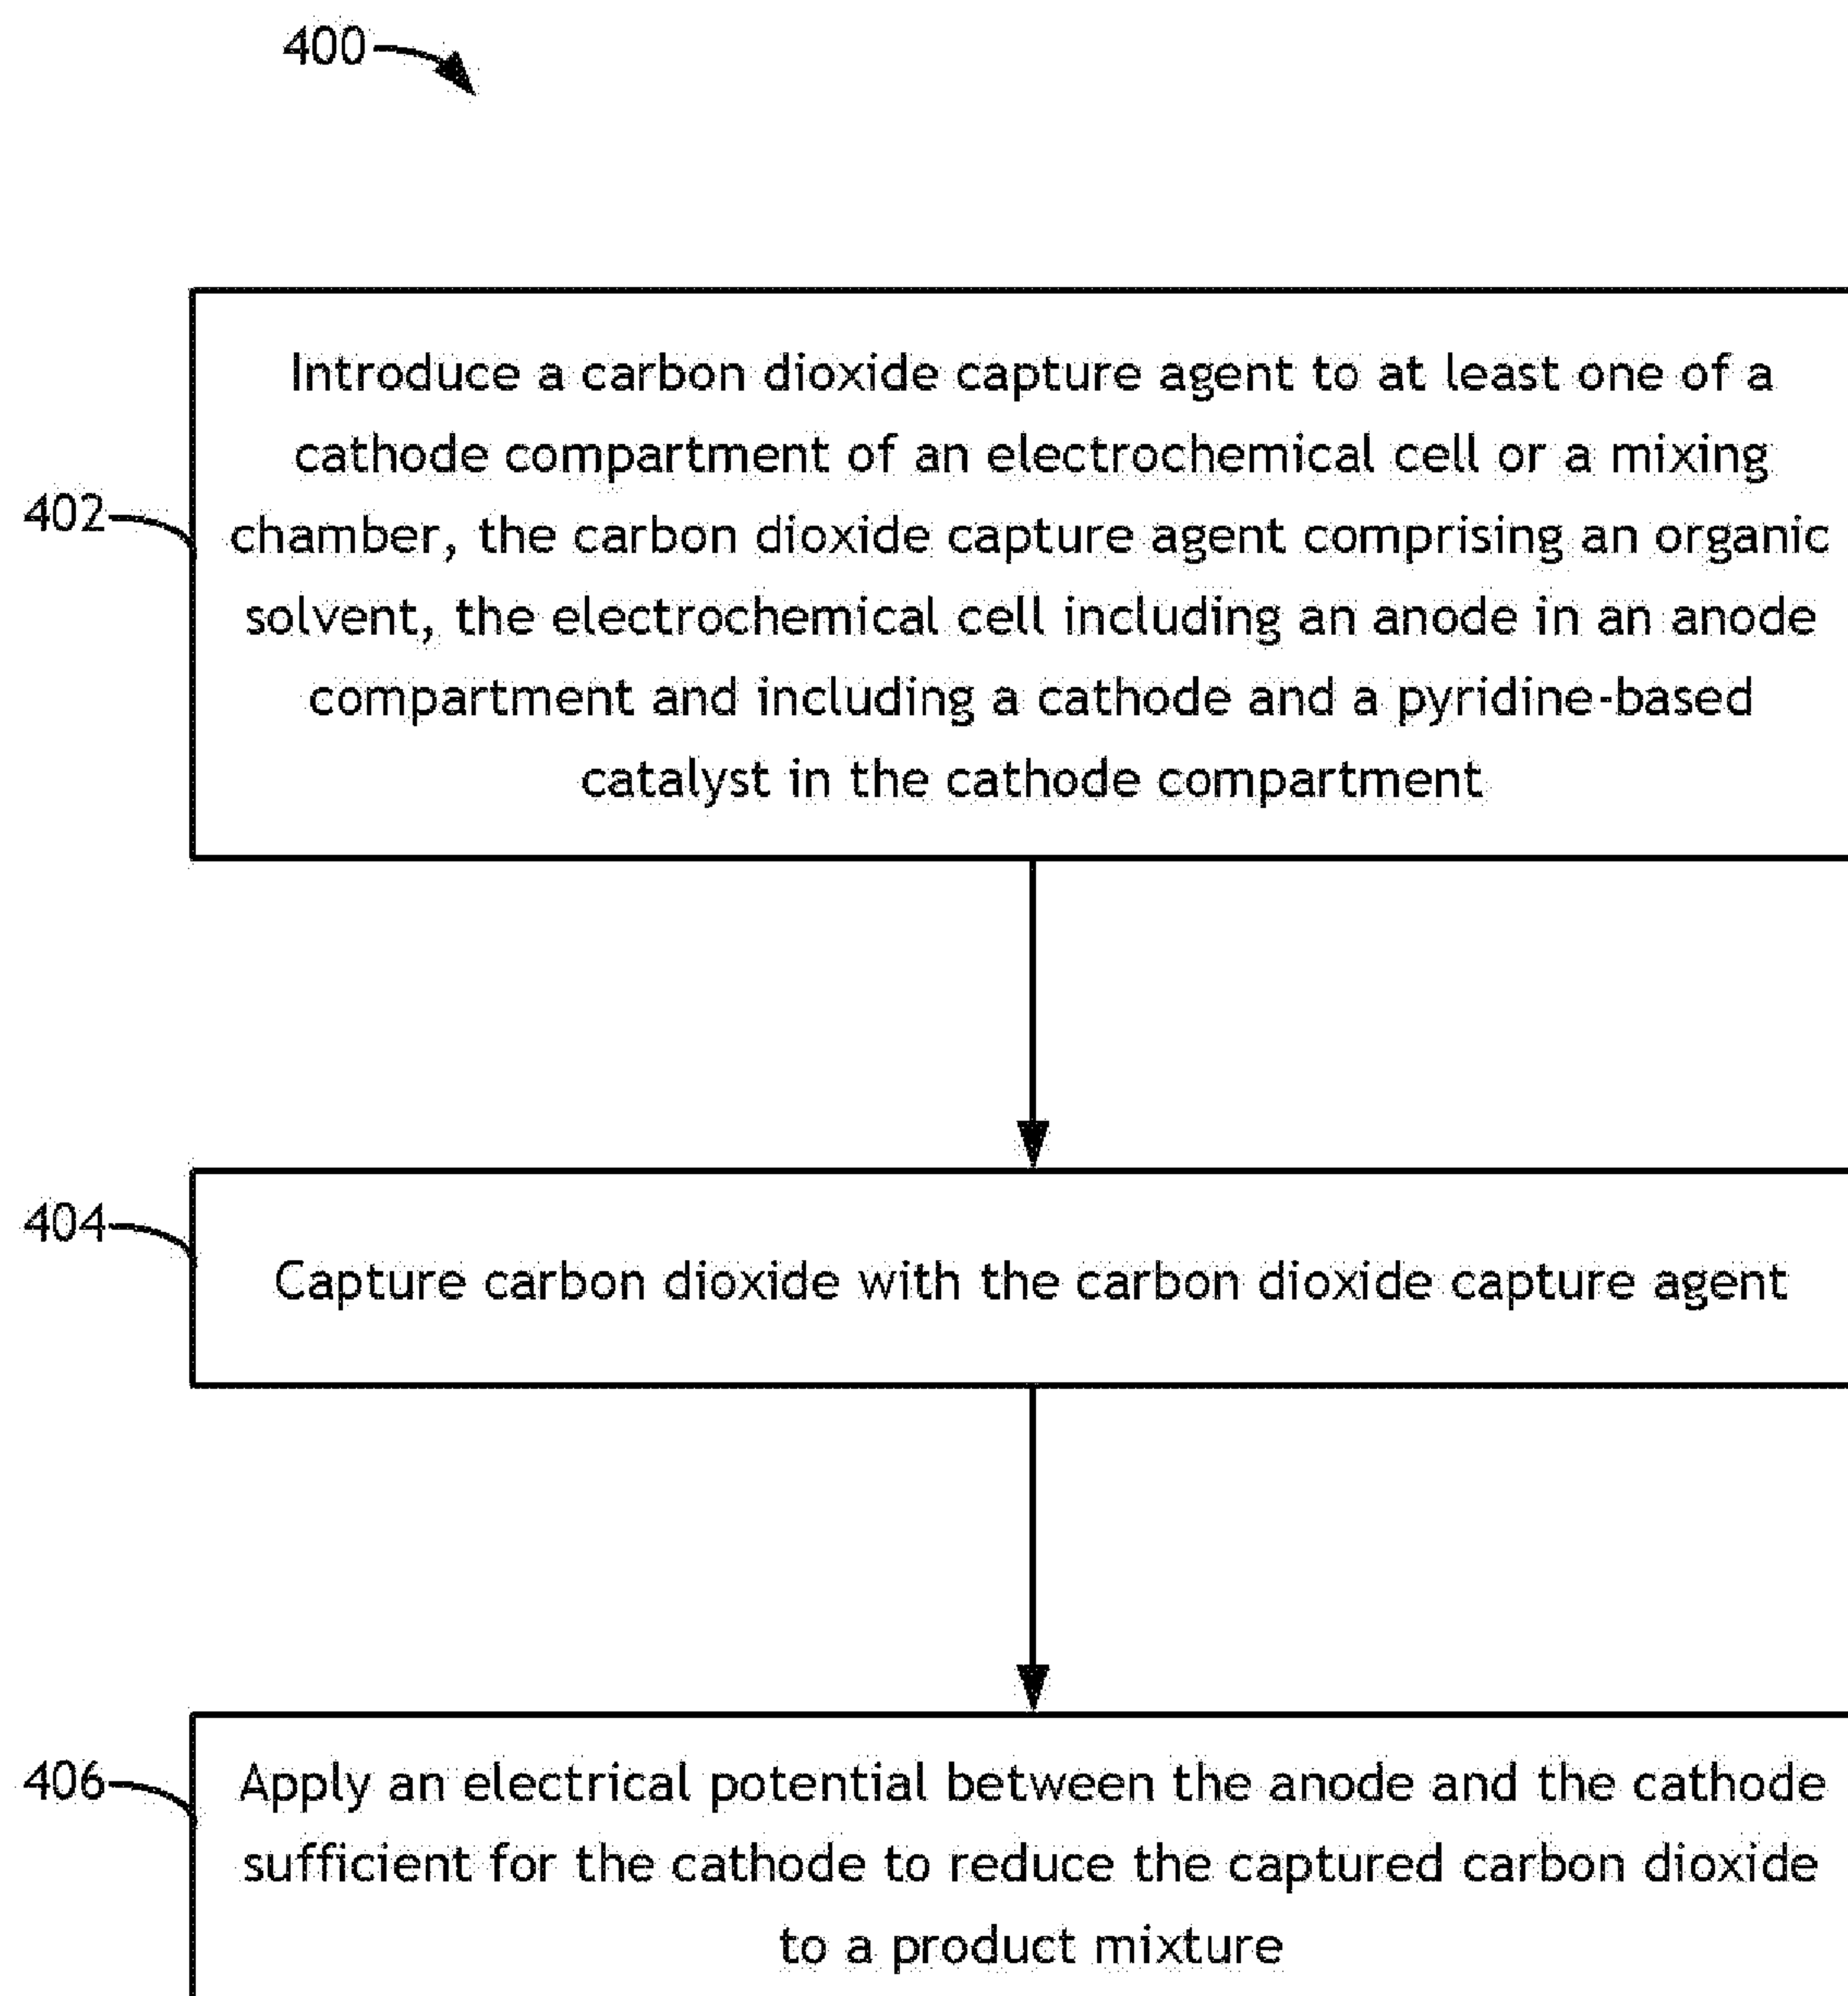 400
Introduce a carbon dioxide capture agent to at least one of a
cathode compartment of an electrochemical cell or a mixing
402
chamber, the carbon dioxide capture agent comprising an organic
solvent, the electrochemical cell including an anode in an anode
compartment and including a cathode and a pyridine-based
catalyst in the cathode compartment
404
Capture carbon dioxide with the carbon dioxide capture agent
406
Apply an electrical potential between the anode and the cathode
sufficient for the cathode to reduce the captured carbon dioxide
to a product mixture